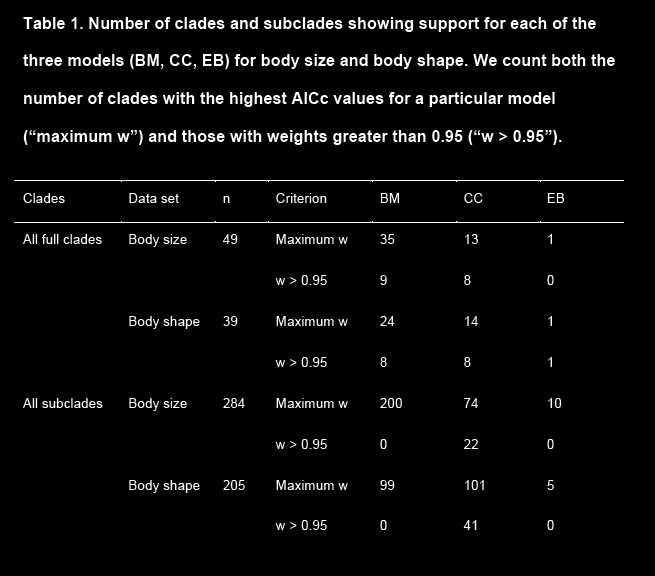 Table 1. Number of clades and subclades showing support for each of the
three models (BM, CC, EB) for body size and body shape. We count both the
number of clades with the highest AICc values for a particular model
(“maximum w”) and those with weights greater than 0.95 (“w > 0.95”).
Clades Data set n Criterion BM CC EB
All full clades Body size 49 Maximum w 35 13 1
w > 0.95 9 8 0
Body shape 39 Maximum w 24 14 1
w > 0.95 8 8 1
All subclades Body size 284 Maximum w 200 74 10
w > 0.95 0 22 0
Body shape 205 Maximum w 99 101 5
w > 0.95 0 41 0